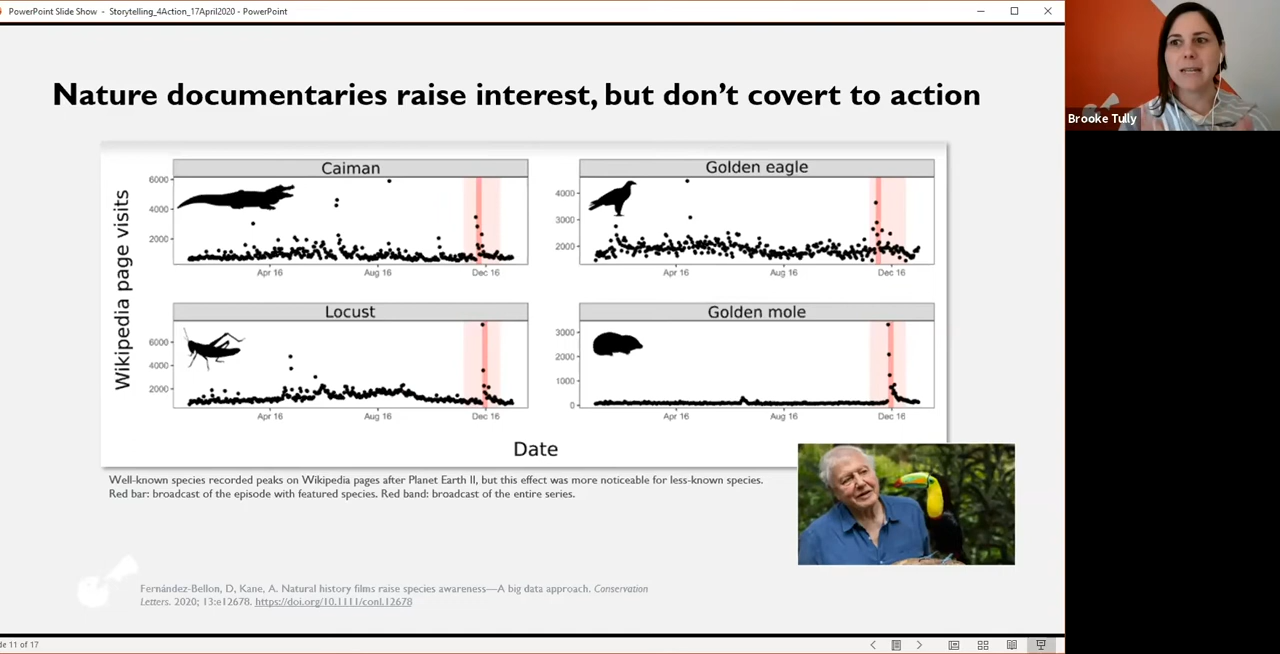 PowerPoint Slide Show - Storytelling_4Action_17April2020 - PowerPoint
Nature documentaries raise interest, but don't covert to action
Wikipedia page visits
Caiman
6000
4000
2000
Apr 16
Aug 16
Dec 16
Golden eagle
4000
3000
2000
Apr 16
Aug 16
Dec 16
Locust
6000
4000
2000
Apr 16
Aug 16
Dec 16
Golden mole
3000
2000
1000
0
Apr 16
Aug 16
Dec 16
Date
Well-known species recorded peaks on Wikipedia pages after Planet Earth II, but this effect was more noticeable for less-known species.
Red bar: broadcast of the episode with featured species. Red band: broadcast of the entire series.
Fernández-Bellon, D, Kane, A. Natural history films raise species awareness—A big data approach. Conservation
Letters. 2020; 13:e12678. https://doi.org/10.1111/conl.12678
de 11 of 17
Brooke Tully